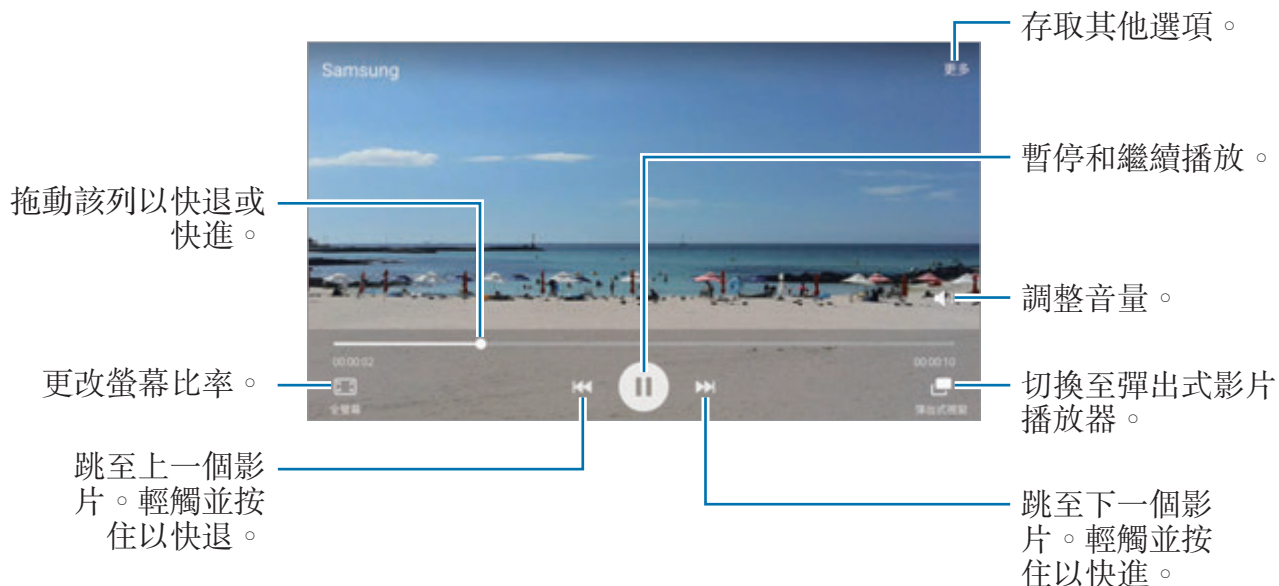 存取其他選項。
Samsung
更多
暫停和繼續播放。
拖動該列以快退或
快進。
調整音量。
00:00:02
00:00:10
更改螢幕比率。
全螢幕
彈出式視窗
切換至彈出式影片
播放器。
跳至上一個影
片。輕觸並按
住以快退。
跳至下一個影
片。輕觸並按
住以快進。